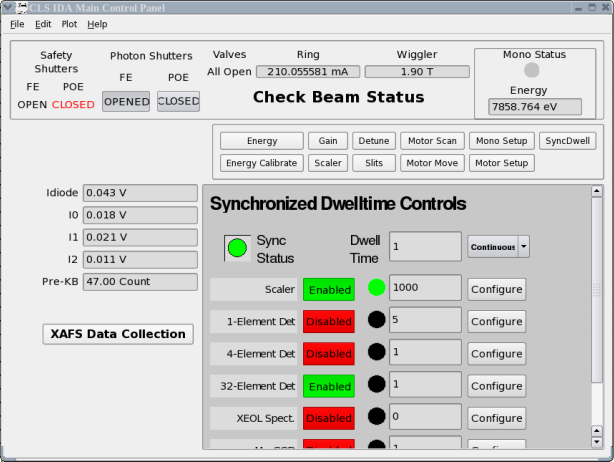 CLS IDA Main Control Panel
File Edit Plot Help
Safety Shutters
FE POE
OPEN CLOSED
Photon Shutters
FE POE
OPENED CLOSED
Valves
All Open
Ring
210.055581 mA
Wiggler
1.90 T
Check Beam Status
Mono Status
Energy
7858.764 eV
Energy Gain Detune Motor Scan Mono Setup SyncDwell
Energy Calibrate Scaler Slits Motor Move Motor Setup
Idiode 0.043 V
I0 0.018 V
I1 0.021 V
I2 0.011 V
Pre-KB 47.00 Count
XAFS Data Collection
Synchronized Dwelltime Controls
Sync Status
Dwell Time 1 Continuous
Scaler Enabled 1000 Configure
1-Element Det Disabled 5 Configure
4-Element Det Disabled 1 Configure
32-Element Det Enabled 1 Configure
XEOL Spect. Disabled 0 Configure